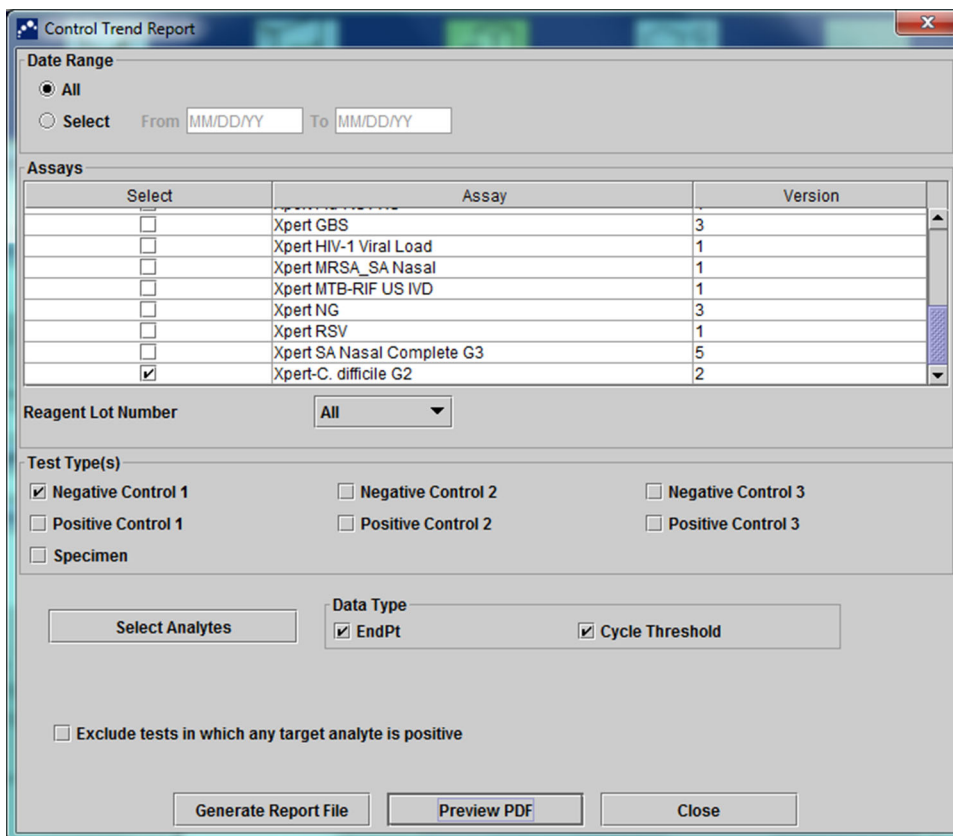 Control Trend Report
Date Range
All
Select From MM/DD/YY To MM/DD/YY
Assays
Select Assay Version
Xpert GBS 3
Xpert HIV-1 Viral Load 1
Xpert MRSA_SA Nasal 1
Xpert MTB-RIF US IVD 1
Xpert NG 3
Xpert RSV 1
Xpert SA Nasal Complete G3 5
Xpert-C. difficile G2 2
Reagent Lot Number All
Test Type(s)
Negative Control 1 Negative Control 2 Negative Control 3
Positive Control 1 Positive Control 2 Positive Control 3
Specimen
Data Type
Select Analytes EndPt Cycle Threshold
Exclude tests in which any target analyte is positive
Generate Report File Preview PDF Close